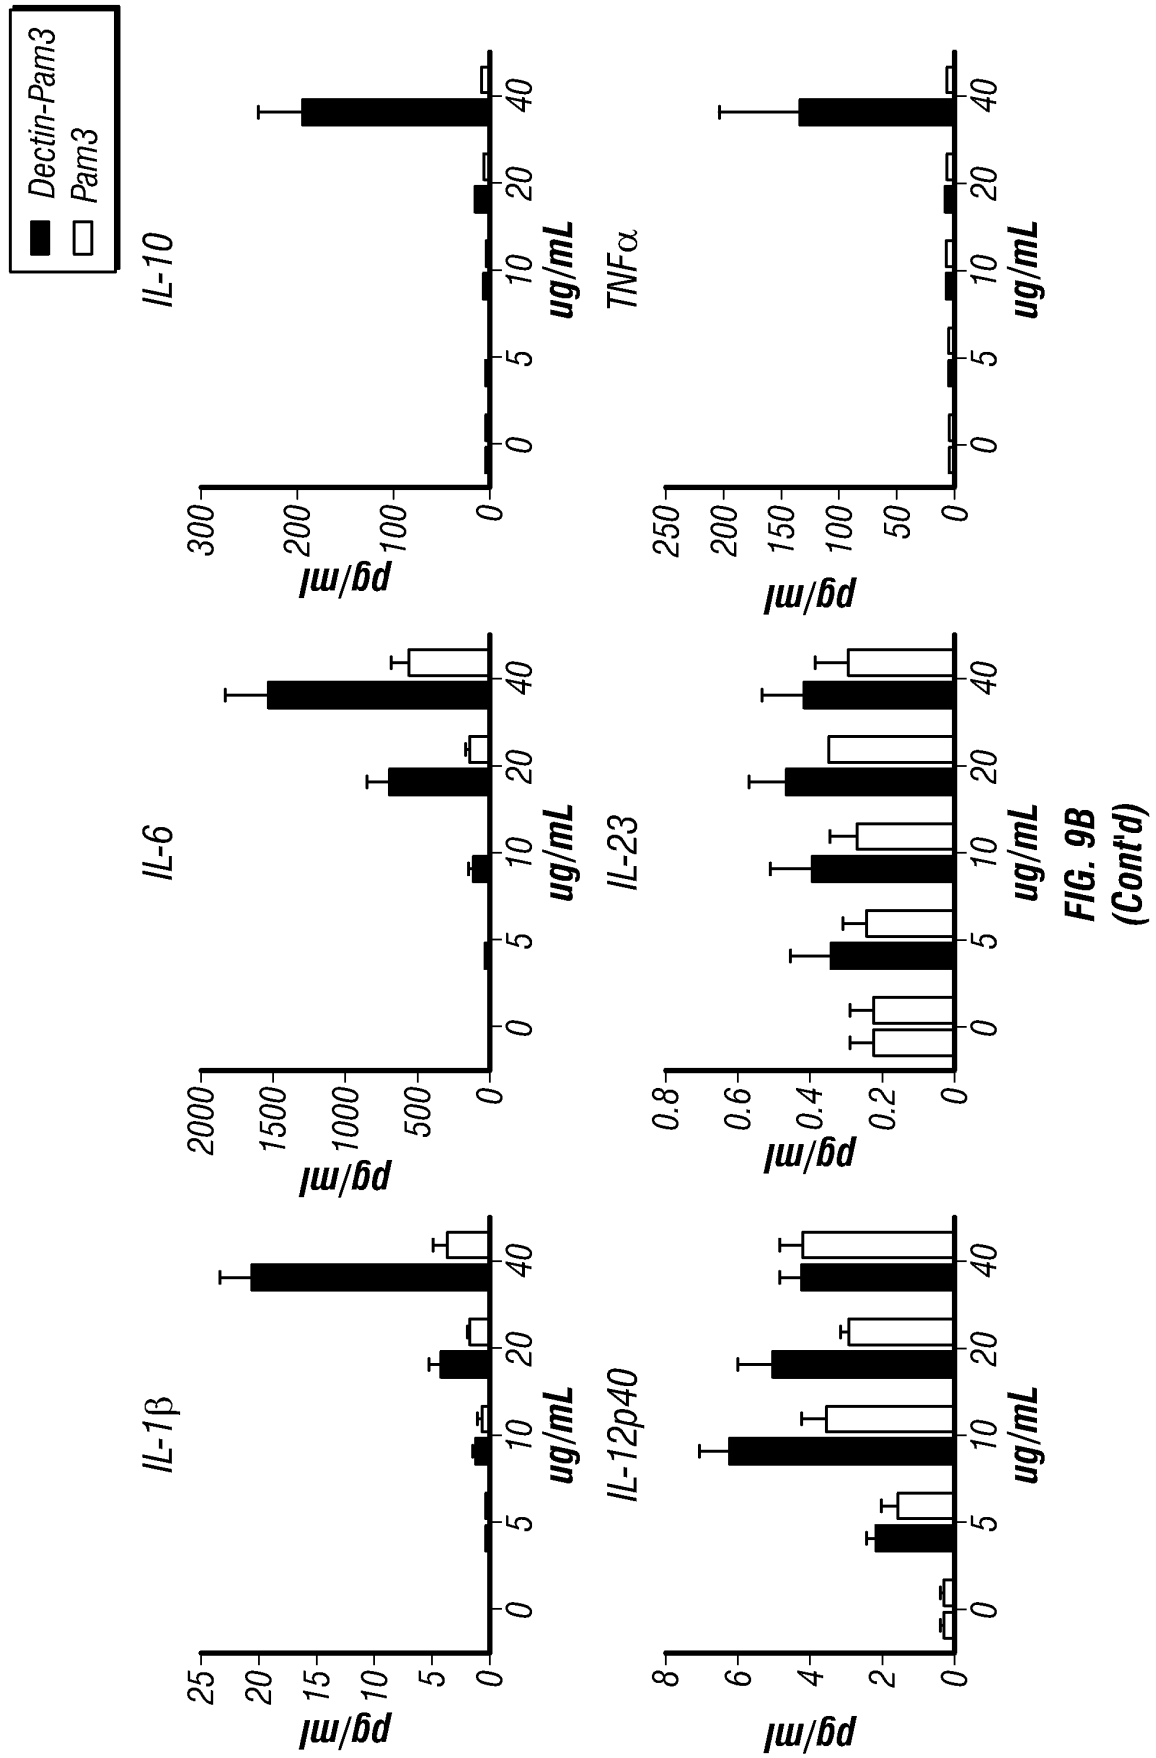 Dectin-Pam3
Pam3
IL-1β
pg/ml
25
20
15
10
5
0
0 5 10 20 40
ug/mL
IL-6
pg/ml
2000
1500
1000
500
0
0 5 10 20 40
ug/mL
IL-10
pg/ml
300
200
100
0
0 5 10 20 40
ug/mL
IL-12p40
pg/ml
8
6
4
2
0
0 5 10 20 40
ug/mL
IL-23
pg/ml
0.8
0.6
0.4
0.2
0
0 5 10 20 40
ug/mL
TNFα
pg/ml
250
200
150
100
50
0
0 5 10 20 40
ug/mL
FIG. 9B
(Cont'd)